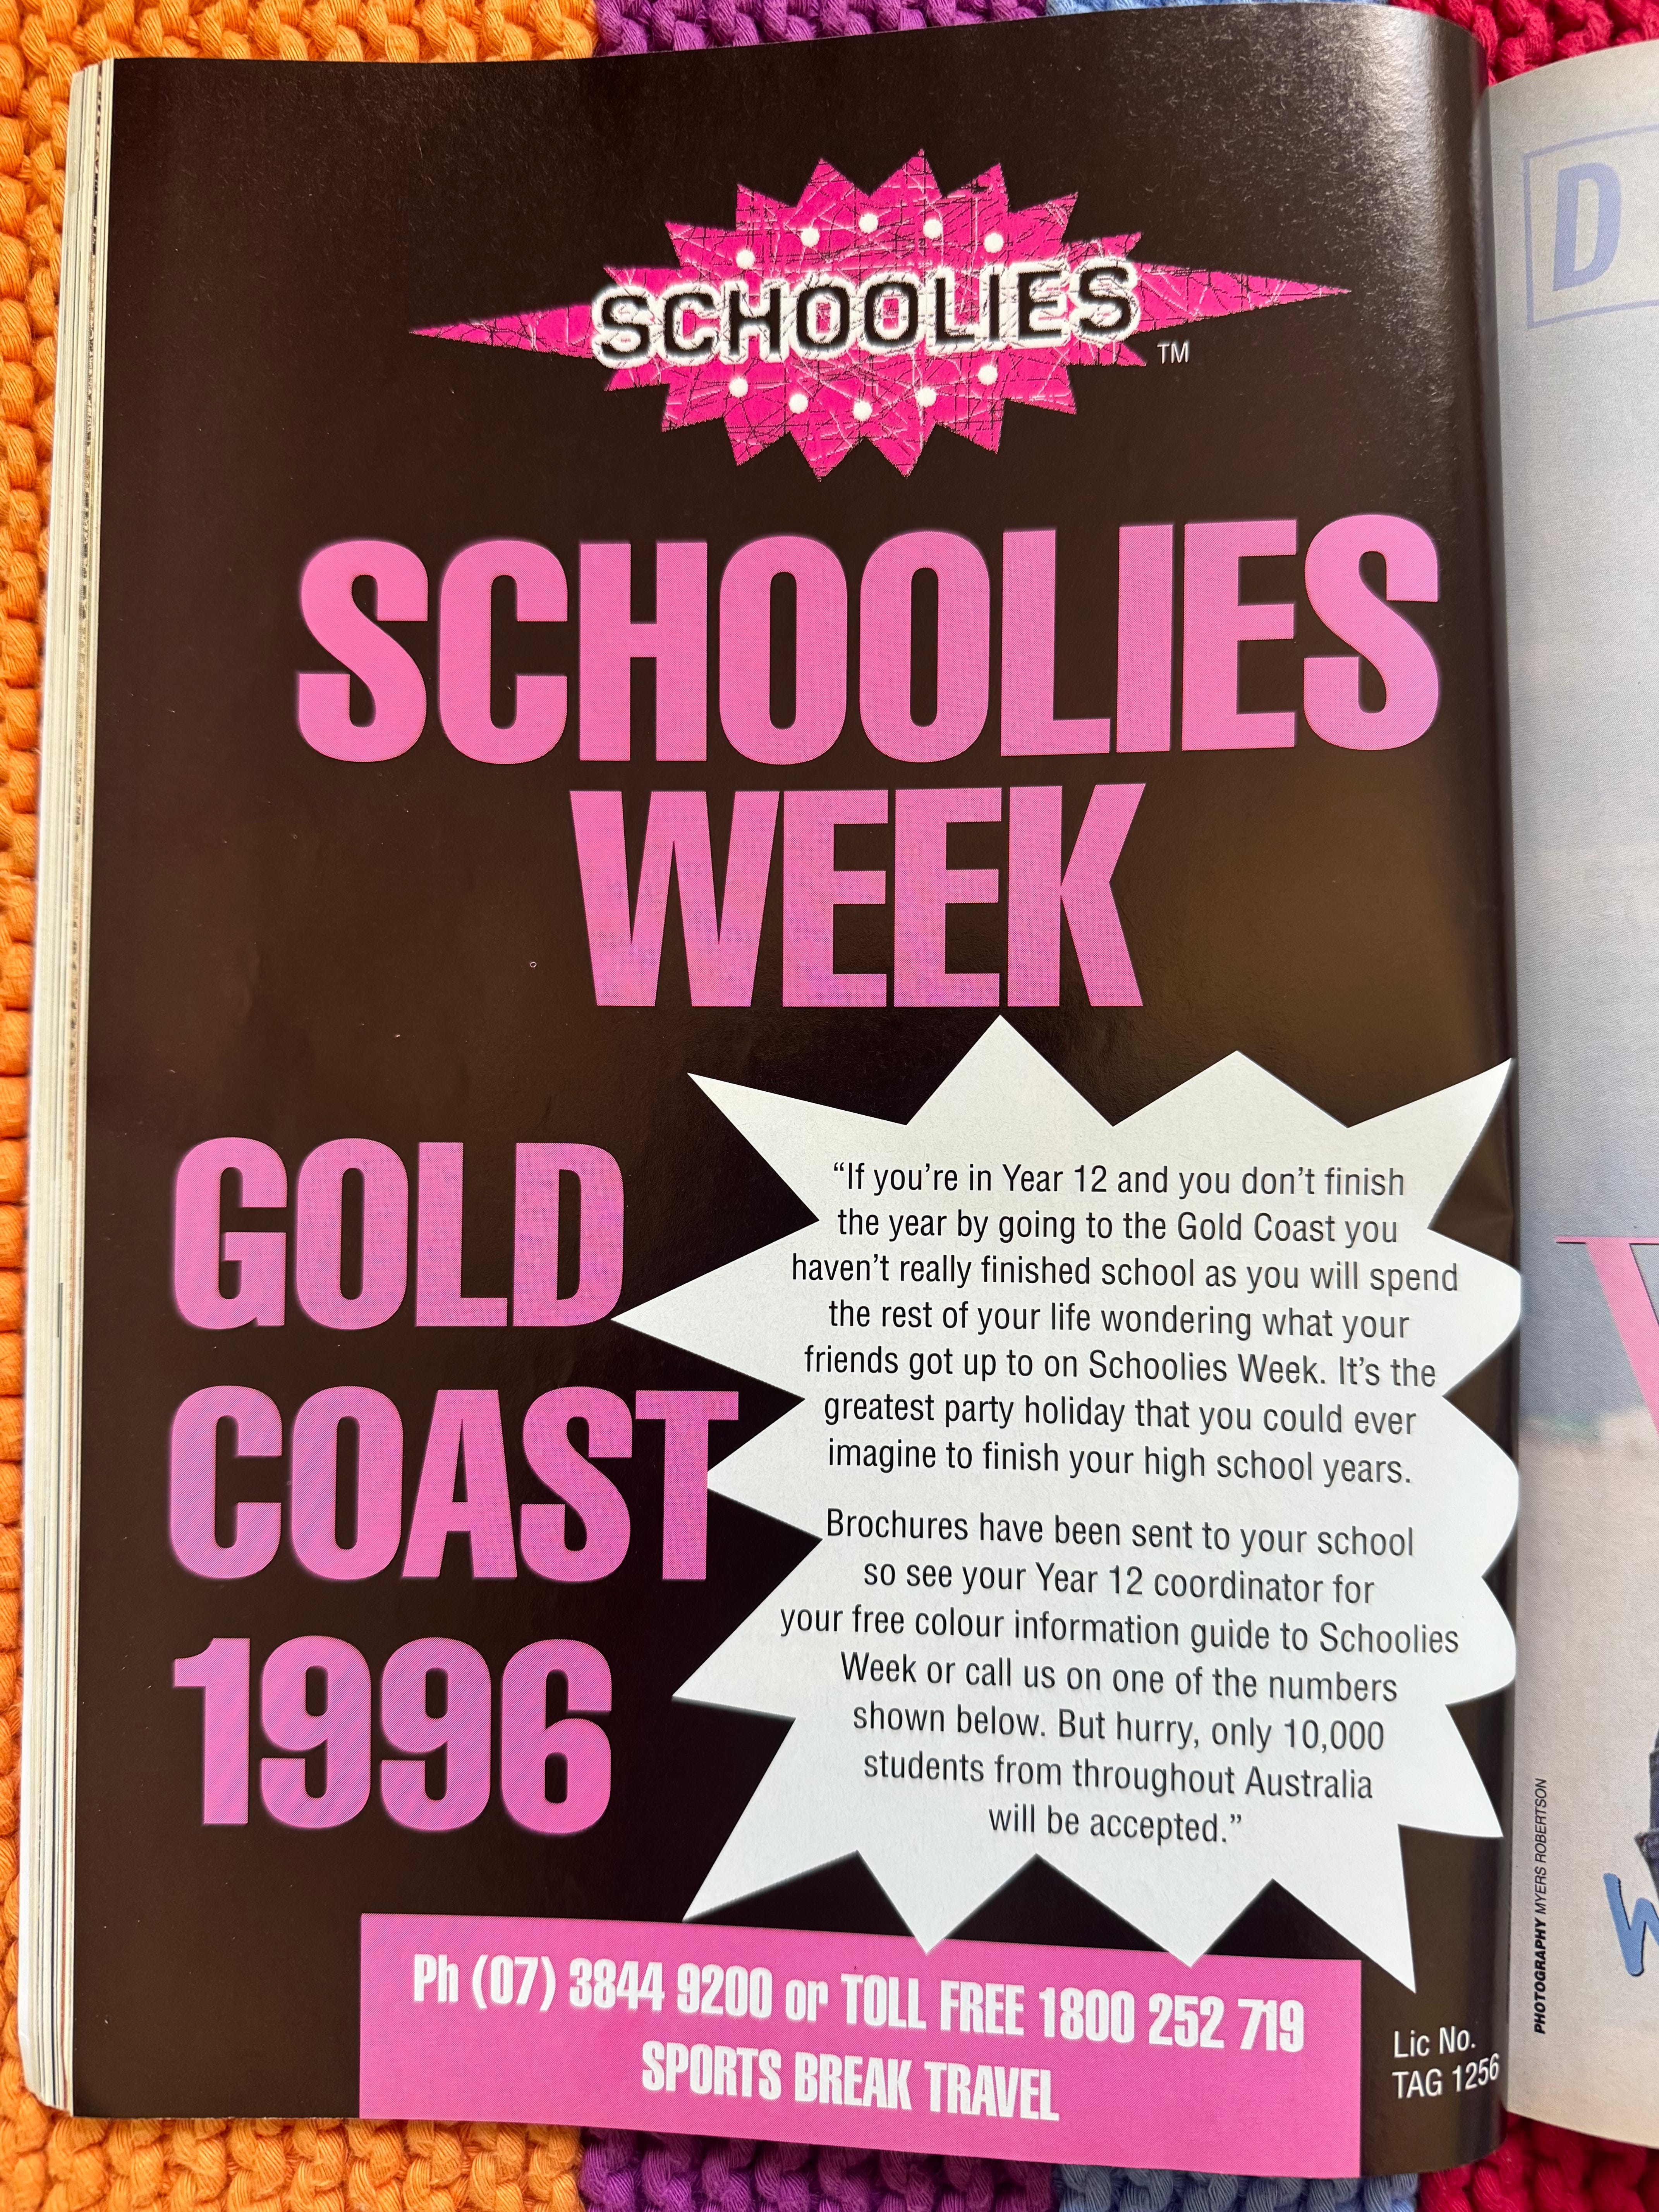 SCHOOLIES
TM
SCHOOLIES
WEEK
GOLD
COAST
1996
“If you’re in Year 12 and you don’t finish
the year by going to the Gold Coast you
haven’t really finished school as you will spend
the rest of your life wondering what your
friends got up to on Schoolies Week. It’s the
greatest party holiday that you could ever
imagine to finish your high school years.
Brochures have been sent to your school
so see your Year 12 coordinator for
your free colour information guide to Schoolies
Week or call us on one of the numbers
shown below. But hurry, only 10,000
students from throughout Australia
will be accepted.”
Ph (07) 3844 9200 or TOLL FREE 1800 252 719
SPORTS BREAK TRAVEL
Lic No.
TAG 1256
D
PHOTOGRAPHY MYERS ROBERTSON